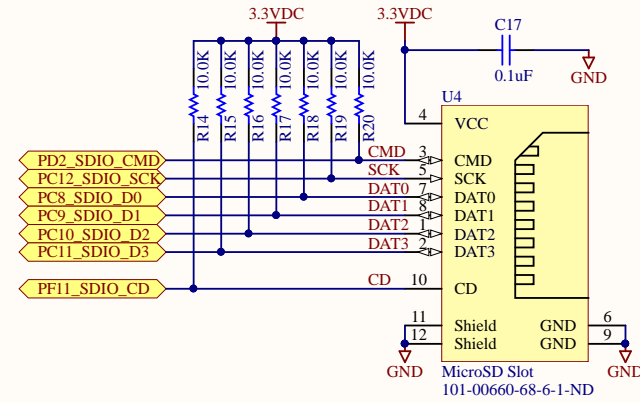 3.3VDC
3.3VDC
C17
0.1uF
GND
10.0K
10.0K
10.0K
10.0K
10.0K
10.0K
10.0K
R14
R15
R16
R17
R18
R19
R20
U4
4 VCC
PD2_SDIO_CMD CMD 3 CMD
PC12_SDIO_SCK SCK 5 SCK
PC8_SDIO_D0 DAT0 7 DAT0
PC9_SDIO_D1 DAT1 8 DAT1
PC10_SDIO_D2 DAT2 1 DAT2
PC11_SDIO_D3 DAT3 2 DAT3
PF11_SDIO_CD CD 10 CD
11 Shield GND 6
12 Shield GND 9
GND
GND
MicroSD Slot
101-00660-68-6-1-ND